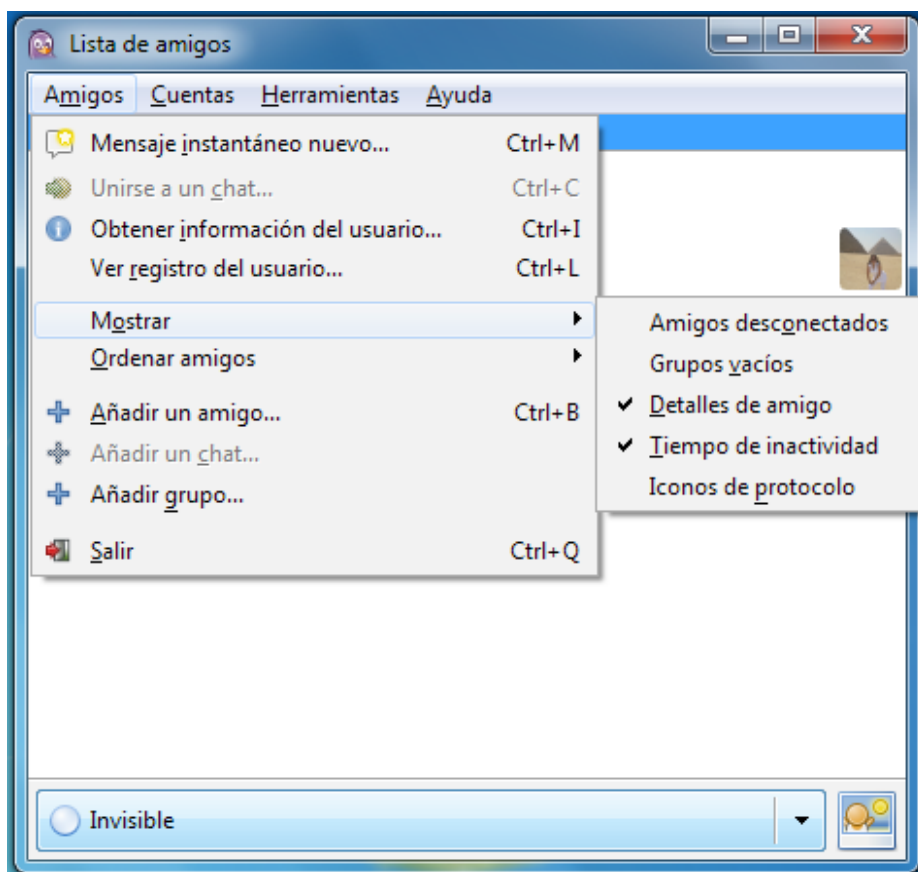 Lista de amigos
Amigos Cuentas Herramientas Ayuda
Mensaje instantáneo nuevo... Ctrl+M
Unirse a un chat... Ctrl+C
Obtener información del usuario... Ctrl+I
Ver registro del usuario... Ctrl+L
Mostrar
Ordenar amigos
Añadir un amigo... Ctrl+B
Añadir un chat...
Añadir grupo...
Salir Ctrl+Q
Amigos desconectados
Grupos vacíos
Detalles de amigo
Tiempo de inactividad
Iconos de protocolo
Invisible